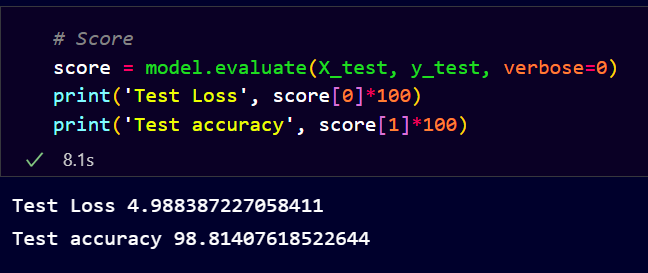 # Score
score = model.evaluate(X_test, y_test, verbose=0)
print('Test Loss', score[0]*100)
print('Test accuracy', score[1]*100)
8.1s
Test Loss 4.988387227058411
Test accuracy 98.81407618522644